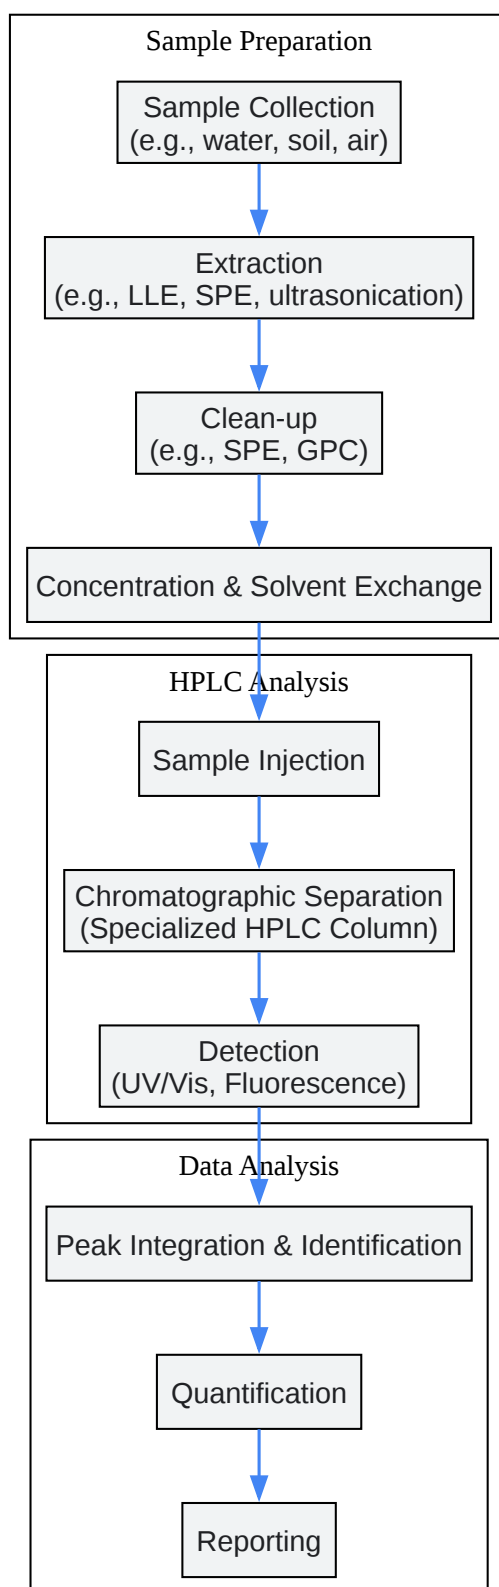 Sample Preparation
Sample Collection
(e.g., water, soil, air)
Extraction
(e.g., LLE, SPE, ultrasonication)
Clean-up
(e.g., SPE, GPC)
Concentration & Solvent Exchange
HPLC Analysis
Sample Injection
Chromatographic Separation
(Specialized HPLC Column)
Detection
(UV/Vis, Fluorescence)
Data Analysis
Peak Integration & Identification
Quantification
Reporting